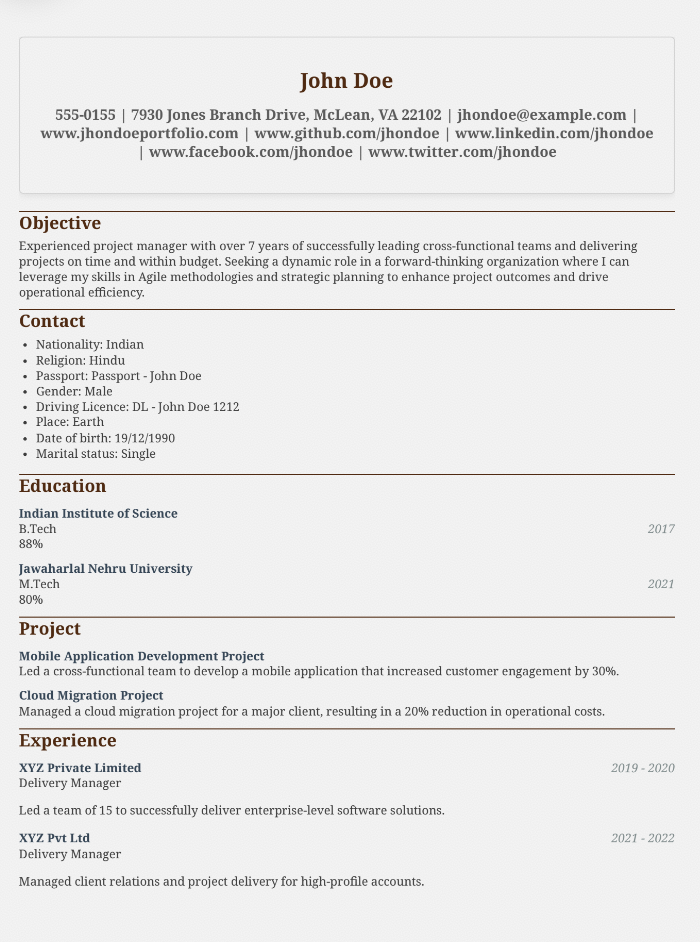 John Doe
555-0155 | 7930 Jones Branch Drive, McLean, VA 22102 | jhondoe@example.com |
www.jhondoeportfolio.com | www.github.com/jhondoe | www.linkedin.com/jhondoe
| www.facebook.com/jhondoe | www.twitter.com/jhondoe
Objective
Experienced project manager with over 7 years of successfully leading cross-functional teams and delivering
projects on time and within budget. Seeking a dynamic role in a forward-thinking organization where I can
leverage my skills in Agile methodologies and strategic planning to enhance project outcomes and drive
operational efficiency.
Contact
• Nationality: Indian
• Religion: Hindu
• Passport: Passport - John Doe
• Gender: Male
• Driving Licence: DL - John Doe 1212
• Place: Earth
• Date of birth: 19/12/1990
• Marital status: Single
Education
Indian Institute of Science
B.Tech 2017
88%
Jawaharlal Nehru University
M.Tech 2021
80%
Project
Mobile Application Development Project
Led a cross-functional team to develop a mobile application that increased customer engagement by 30%.
Cloud Migration Project
Managed a cloud migration project for a major client, resulting in a 20% reduction in operational costs.
Experience
XYZ Private Limited 2019 - 2020
Delivery Manager
Led a team of 15 to successfully deliver enterprise-level software solutions.
XYZ Pvt Ltd 2021 - 2022
Delivery Manager
Managed client relations and project delivery for high-profile accounts.